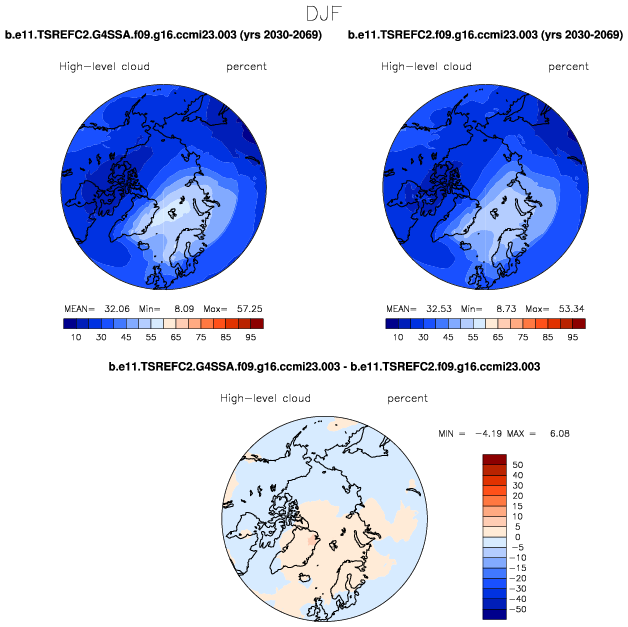 DJF
b.e11.TSREFC2.G4SSA.f09.g16.ccmi23.003 (yrs 2030-2069)
b.e11.TSREFC2.f09.g16.ccmi23.003 (yrs 2030-2069)
High-level cloud percent
High-level cloud percent
MEAN= 32.06 Min= 8.09 Max= 57.25
MEAN= 32.53 Min= 8.73 Max= 53.34
10 30 45 55 65 75 85 95
10 30 45 55 65 75 85 95
b.e11.TSREFC2.G4SSA.f09.g16.ccmi23.003 - b.e11.TSREFC2.f09.g16.ccmi23.003
High-level cloud percent
MIN = -4.19 MAX = 6.08
50
40
30
20
15
10
5
0
-5
-10
-15
-20
-30
-40
-50